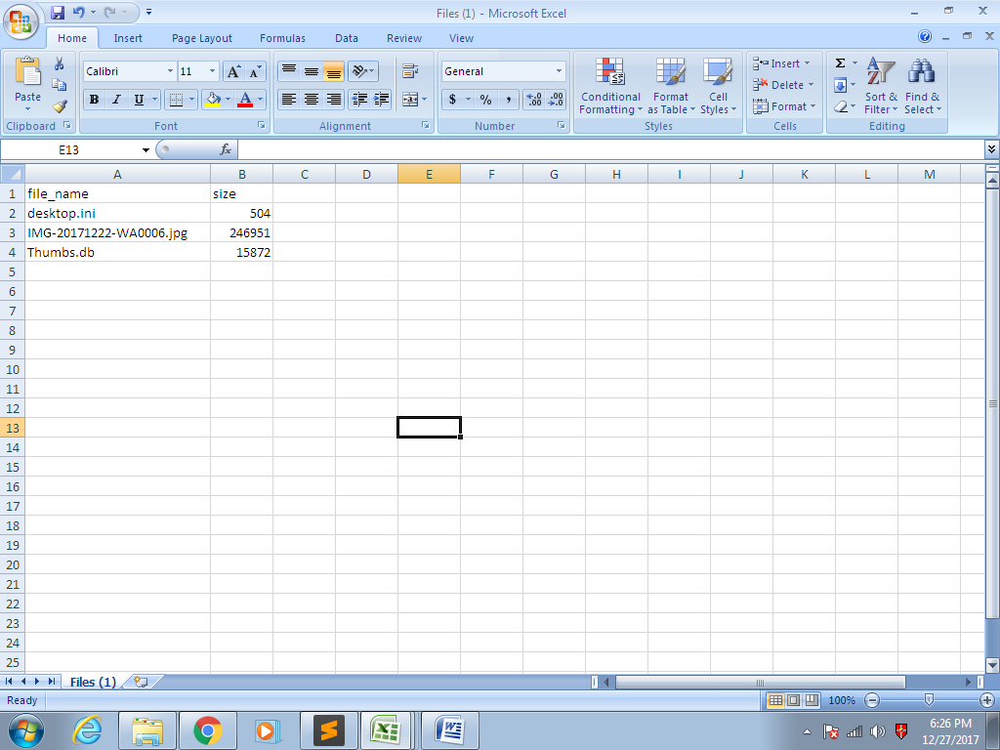 Files (1) - Microsoft Excel
Home Insert Page Layout Formulas Data Review View
Paste Calibri 11 General Conditional Formatting Format as Table Cell Styles Insert Delete Format Sort & Filter Find & Select
B I U $ % ,
Clipboard Font Alignment Number Styles Cells Editing
E13 fx
A B C D E F G H I J K L M
1 file_name size
2 desktop.ini 504
3 IMG-20171222-WA0006.jpg 246951
4 Thumbs.db 15872
5
6
7
8
9
10
11
12
13
14
15
16
17
18
19
20
21
22
23
24
25
Files (1)
Ready 100%
6:26 PM
12/27/2017